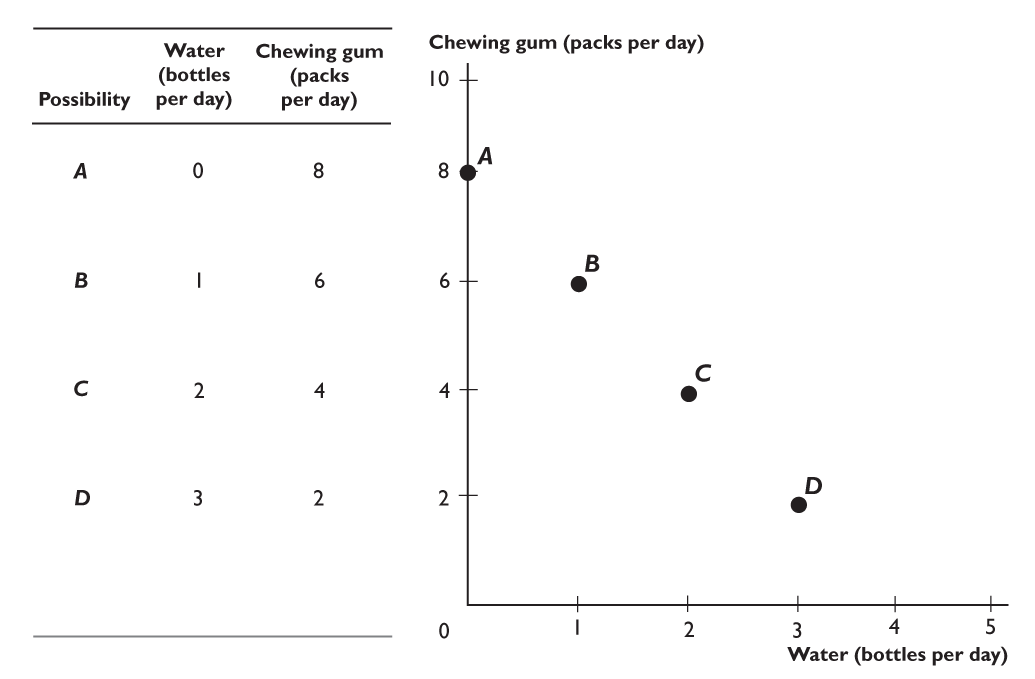 Possibility
Water
(bottles
per day)
Chewing gum
(packs
per day)
A 0 8
B 1 6
C 2 4
D 3 2
Chewing gum (packs per day)
10
8
6
4
2
0
A
B
C
D
1 2 3 4 5
Water (bottles per day)